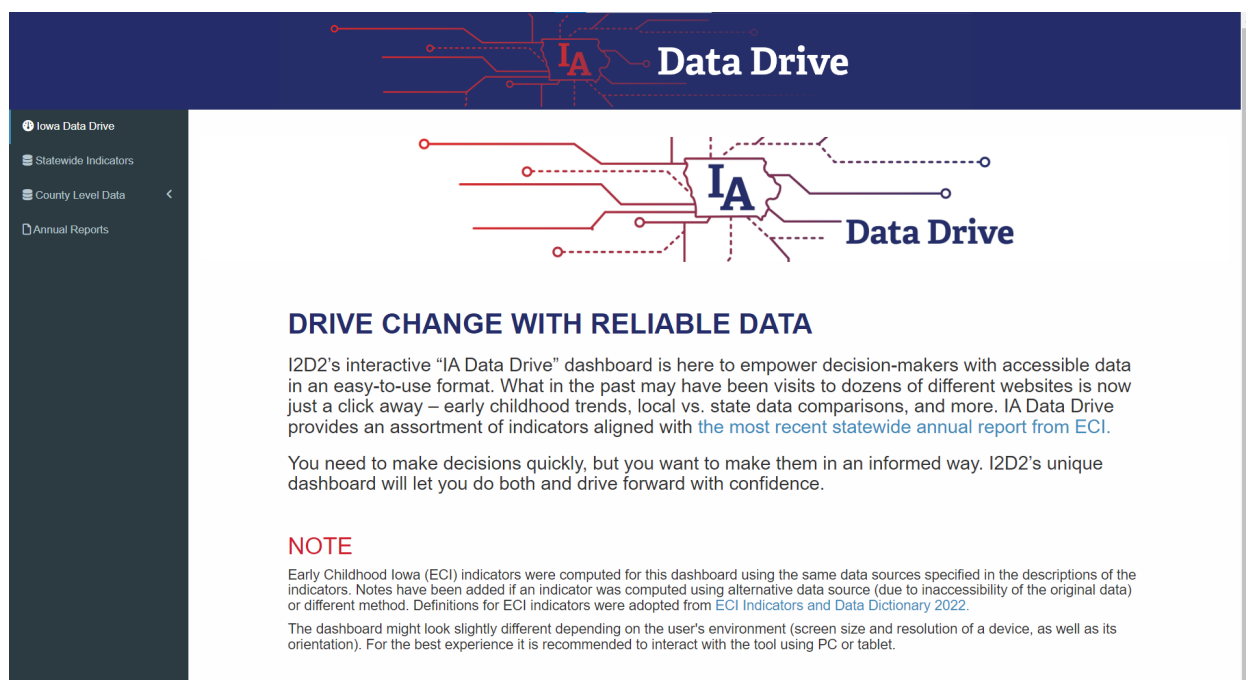 IA Data Drive
Iowa Data Drive
Statewide Indicators
County Level Data
Annual Reports
IA
Data Drive
DRIVE CHANGE WITH RELIABLE DATA
I2D2's interactive “IA Data Drive” dashboard is here to empower decision-makers with accessible data
in an easy-to-use format. What in the past may have been visits to dozens of different websites is now
just a click away – early childhood trends, local vs. state data comparisons, and more. IA Data Drive
provides an assortment of indicators aligned with the most recent statewide annual report from ECI.
You need to make decisions quickly, but you want to make them in an informed way. I2D2's unique
dashboard will let you do both and drive forward with confidence.
NOTE
Early Childhood Iowa (ECI) indicators were computed for this dashboard using the same data sources specified in the descriptions of the
indicators. Notes have been added if an indicator was computed using alternative data source (due to inaccessibility of the original data)
or different method. Definitions for ECI indicators were adopted from ECI Indicators and Data Dictionary 2022.
The dashboard might look slightly different depending on the user's environment (screen size and resolution of a device, as well as its
orientation). For the best experience it is recommended to interact with the tool using PC or tablet.